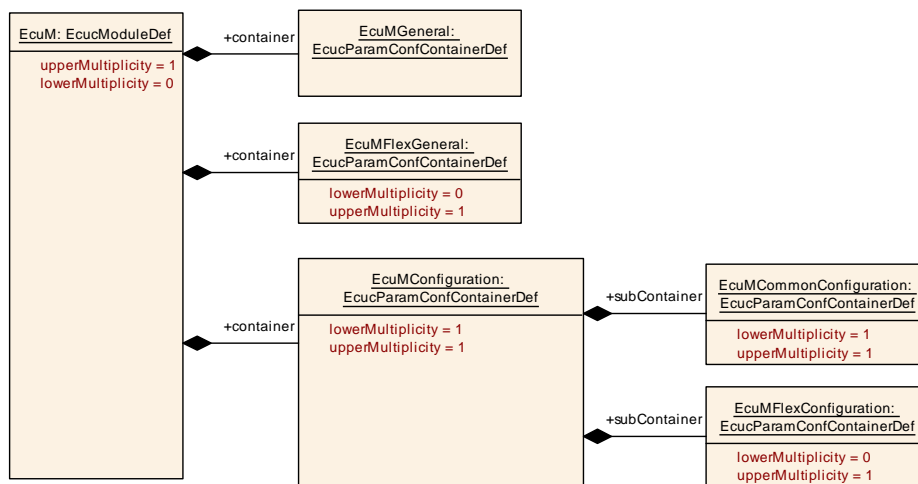 EcuM: EcucModuleDef
upperMultiplicity = 1
lowerMultiplicity = 0
+container
EcuMGeneral:
EcucParamConfContainerDef
+container
EcuMFlexGeneral:
EcucParamConfContainerDef
lowerMultiplicity = 0
upperMultiplicity = 1
+container
EcuMConfiguration:
EcucParamConfContainerDef
lowerMultiplicity = 1
upperMultiplicity = 1
+subContainer
EcuMCommonConfiguration:
EcucParamConfContainerDef
lowerMultiplicity = 1
upperMultiplicity = 1
+subContainer
EcuMFlexConfiguration:
EcucParamConfContainerDef
lowerMultiplicity = 0
upperMultiplicity = 1